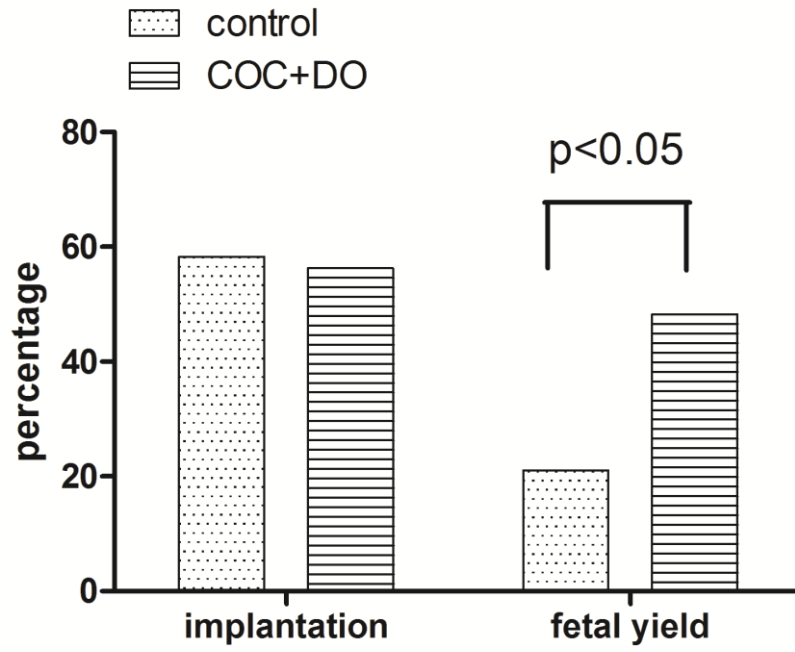 control
COC+DO
p<0.05
percentage
80
60
40
20
0
implantation
fetal yield